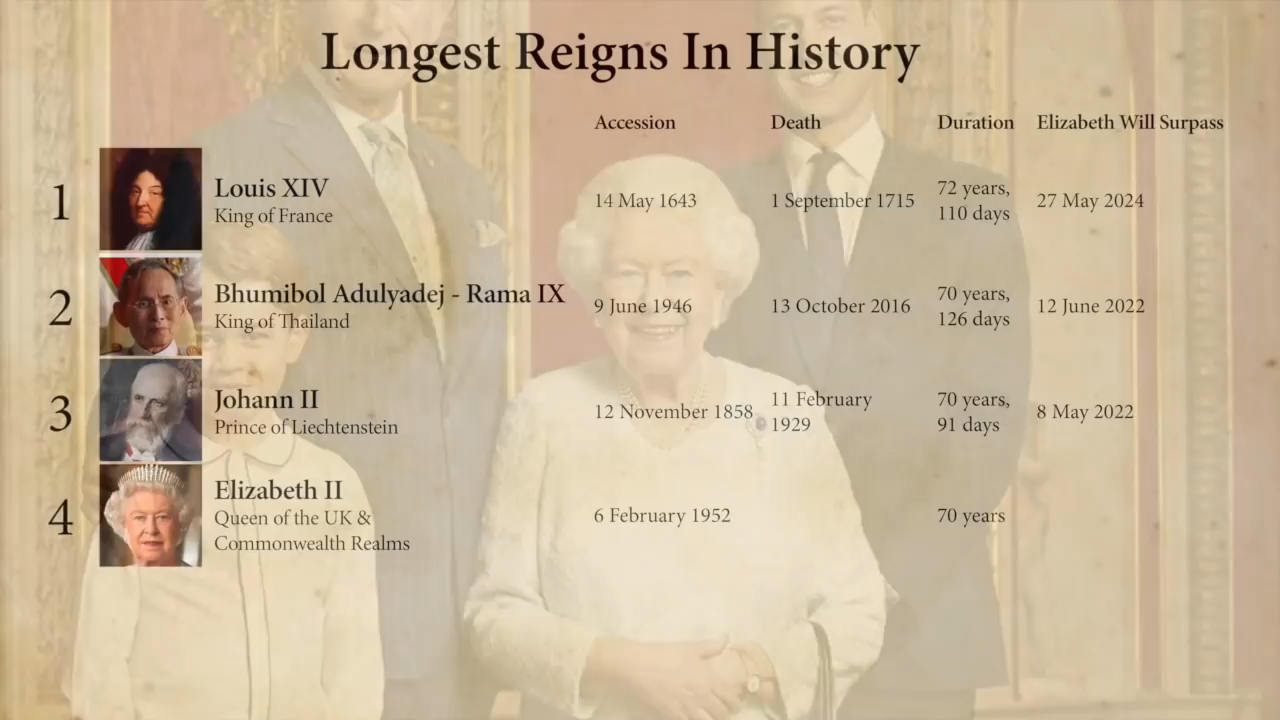 Longest Reigns In History
Accession Death Duration Elizabeth Will Surpass
1
Louis XIV
King of France
14 May 1643
1 September 1715
72 years,
110 days
27 May 2024
2
Bhumibol Adulyadej - Rama IX
King of Thailand
9 June 1946
13 October 2016
70 years,
126 days
12 June 2022
3
Johann II
Prince of Liechtenstein
12 November 1858
11 February
1929
70 years,
91 days
8 May 2022
4
Elizabeth II
Queen of the UK &
Commonwealth Realms
6 February 1952
70 years